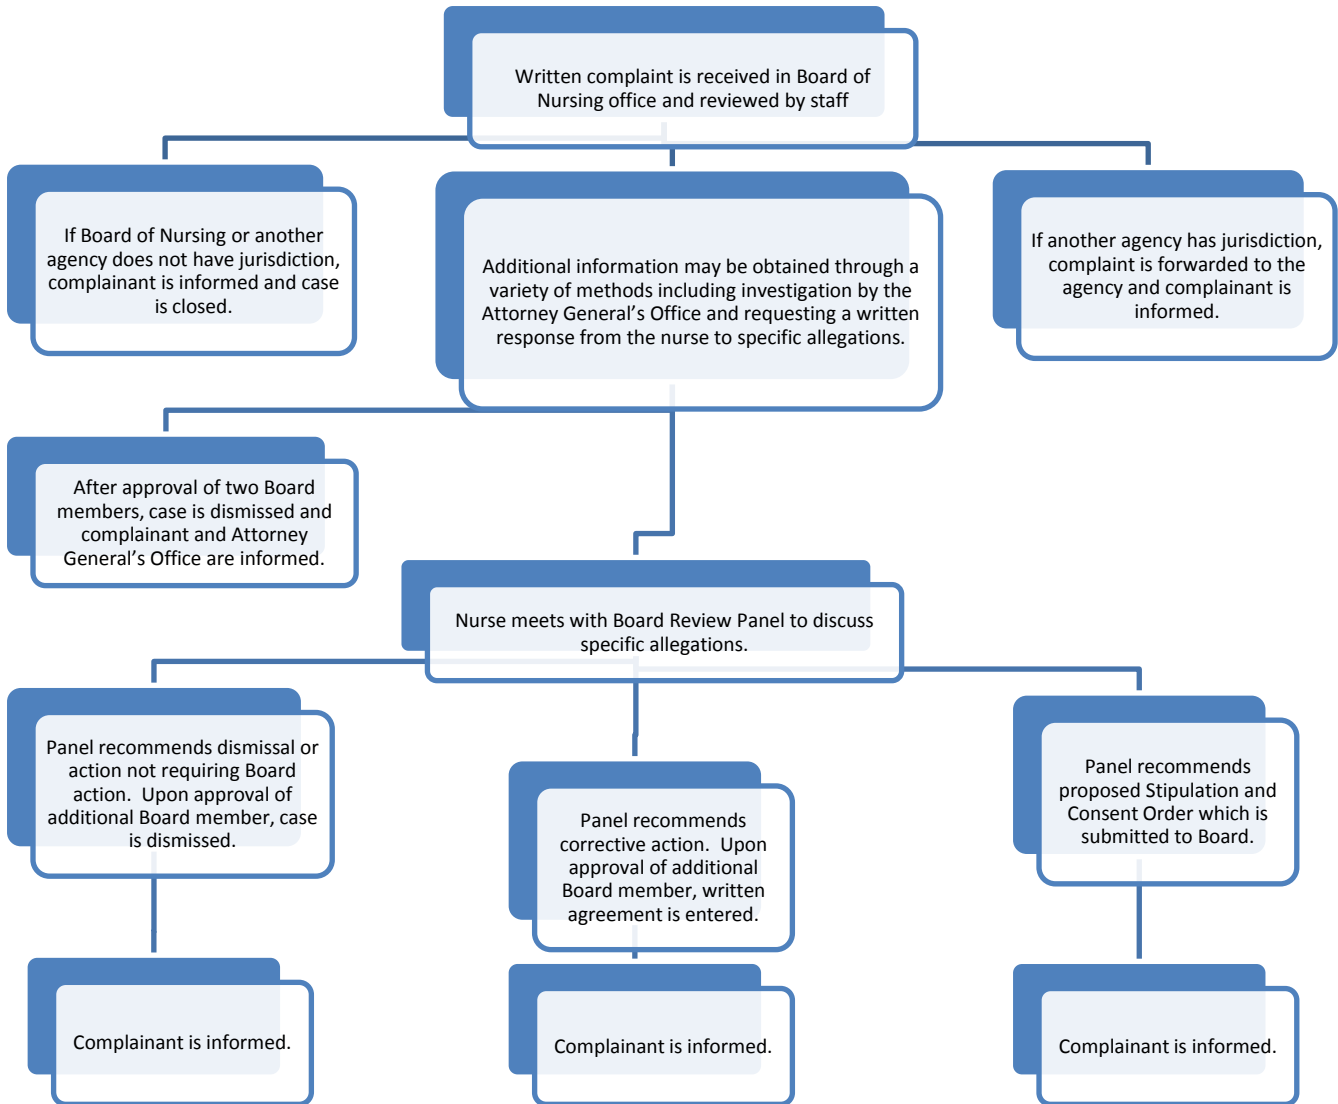 Written complaint is received in Board of
Nursing office and reviewed by staff
If Board of Nursing or another
agency does not have jurisdiction,
complainant is informed and case
is closed.
Additional information may be obtained through a
variety of methods including investigation by the
Attorney General’s Office and requesting a written
response from the nurse to specific allegations.
If another agency has jurisdiction,
complaint is forwarded to the
agency and complainant is
informed.
After approval of two Board
members, case is dismissed and
complainant and Attorney
General’s Office are informed.
Nurse meets with Board Review Panel to discuss
specific allegations.
Panel recommends dismissal or
action not requiring Board
action.  Upon approval of
additional Board member, case
is dismissed.
Panel recommends
corrective action.  Upon
approval of additional
Board member, written
agreement is entered.
Panel recommends
proposed Stipulation and
Consent Order which is
submitted to Board.
Complainant is informed.
Complainant is informed.
Complainant is informed.